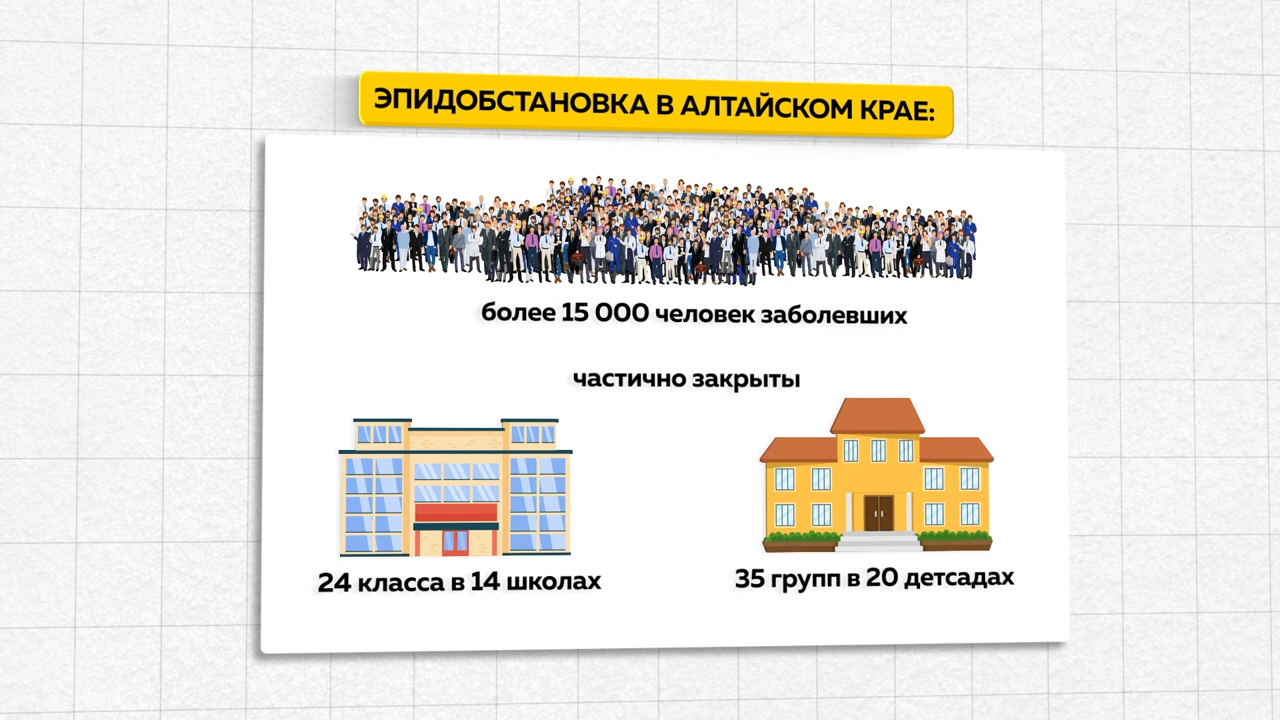 ЭПИДОБСТАНОВКА В АЛТАЙСКОМ КРАЕ:
более 15 000 человек заболевших
частично закрыты
24 класса в 14 школах
35 групп в 20 детсадах